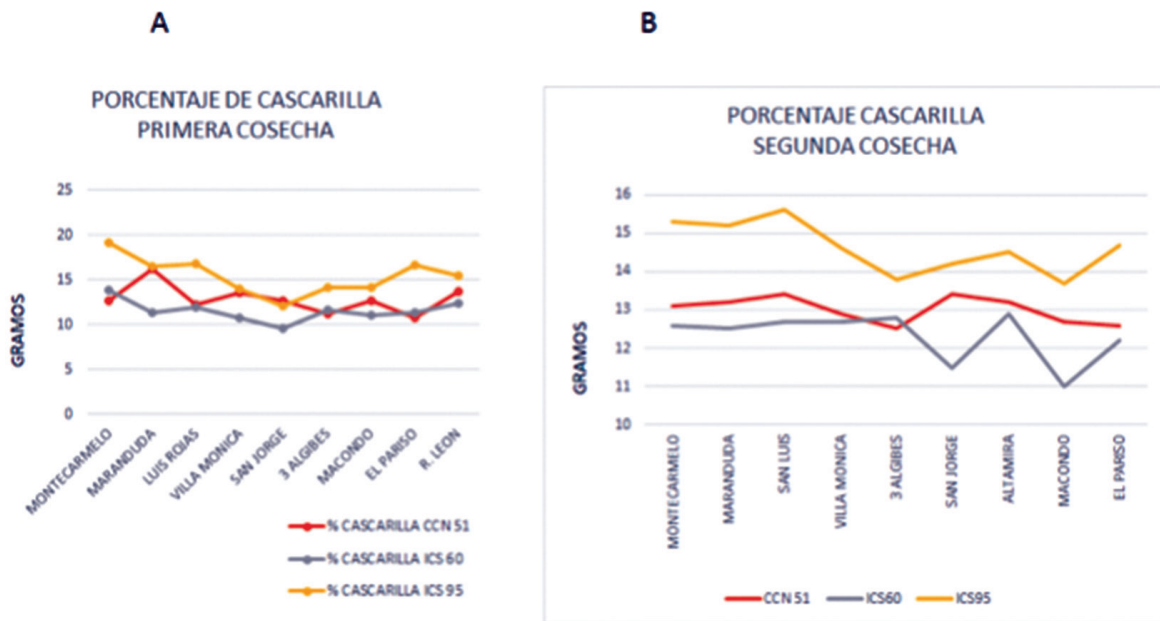 A
B
PORCENTAJE DE CASCARILLA
PRIMERA COSECHA
25
20
15
10
5
0
GRAMOS
MONTECARMELO
MARANDUDA
LUIS ROJAS
VILLA MONICA
SAN JORGE
3 ALGIBES
MACONDO
EL PARISO
R. LEON
% CASCARILLA CCN 51
% CASCARILLA ICS 60
% CASCARILLA ICS 95
PORCENTAJE CASCARILLA
SEGUNDA COSECHA
16
15
14
13
12
11
10
GRAMOS
MONTECARMELO
MARANDUDA
SAN LUIS
VILLA MONICA
3 ALGIBES
SAN JORGE
ALTAMIRA
MACONDO
EL PARISO
CCN 51
ICS60
ICS95